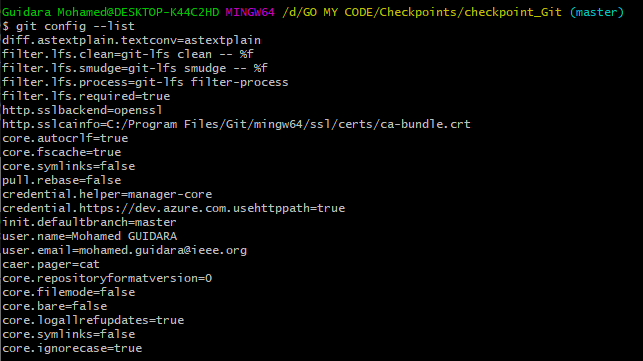 Guidara Mohamed@DESKTOP-K44C2HD MINGW64 /d/GO MY CODE/Checkpoints/checkpoint_Git (master)
$ git config --list
diff.astextplain.textconv=astextplain
filter.lfs.clean=git-lfs clean -- %f
filter.lfs.smudge=git-lfs smudge -- %f
filter.lfs.process=git-lfs filter-process
filter.lfs.required=true
http.sslbackend=openssl
http.sslcainfo=C:/Program Files/Git/mingw64/ssl/certs/ca-bundle.crt
core.autocrlf=true
core.fscache=true
core.symlinks=false
pull.rebase=false
credential.helper=manager-core
credential.https://dev.azure.com.usehttppath=true
init.defaultbranch=master
user.name=Mohamed GUIDARA
user.email=mohamed.guidara@ieee.org
caer.pager=cat
core.repositoryformatversion=0
core.filemode=false
core.bare=false
core.logallrefupdates=true
core.symlinks=false
core.ignorecase=true